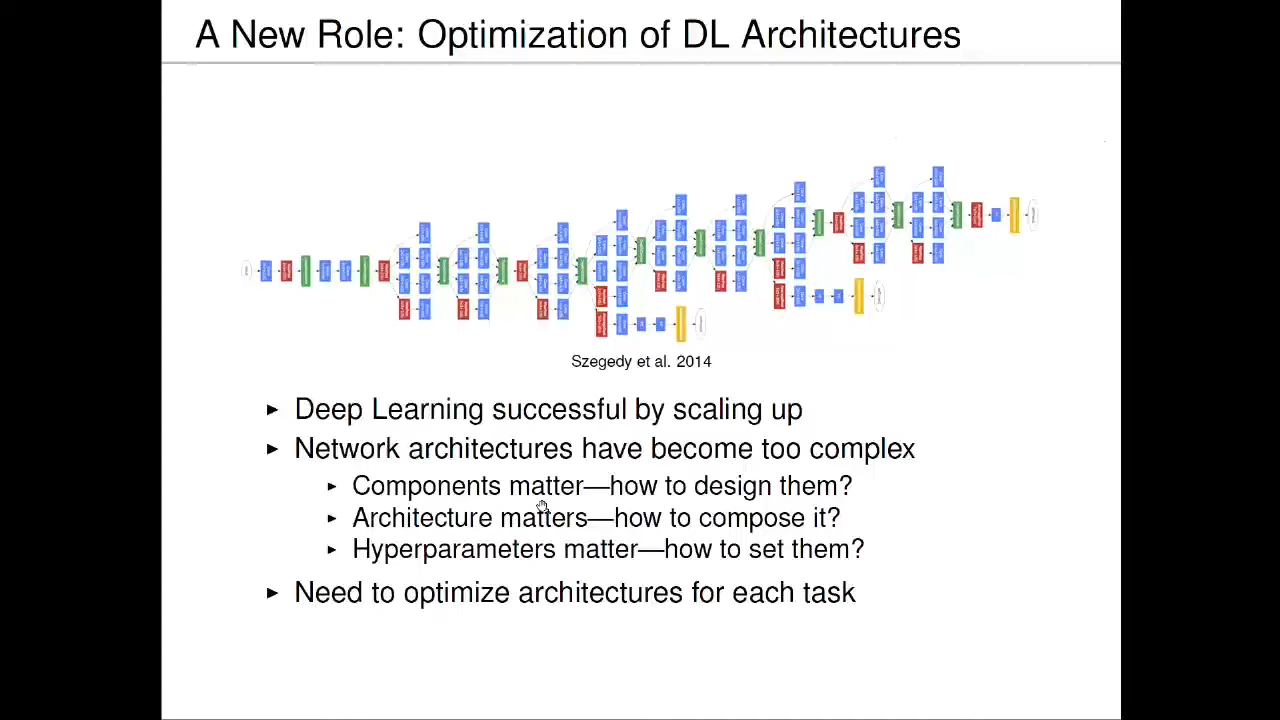 A New Role: Optimization of DL Architectures
Szegedy et al. 2014
Deep Learning successful by scaling up
Network architectures have become too complex
Components matter—how to design them?
Architecture matters—how to compose it?
Hyperparameters matter—how to set them?
Need to optimize architectures for each task